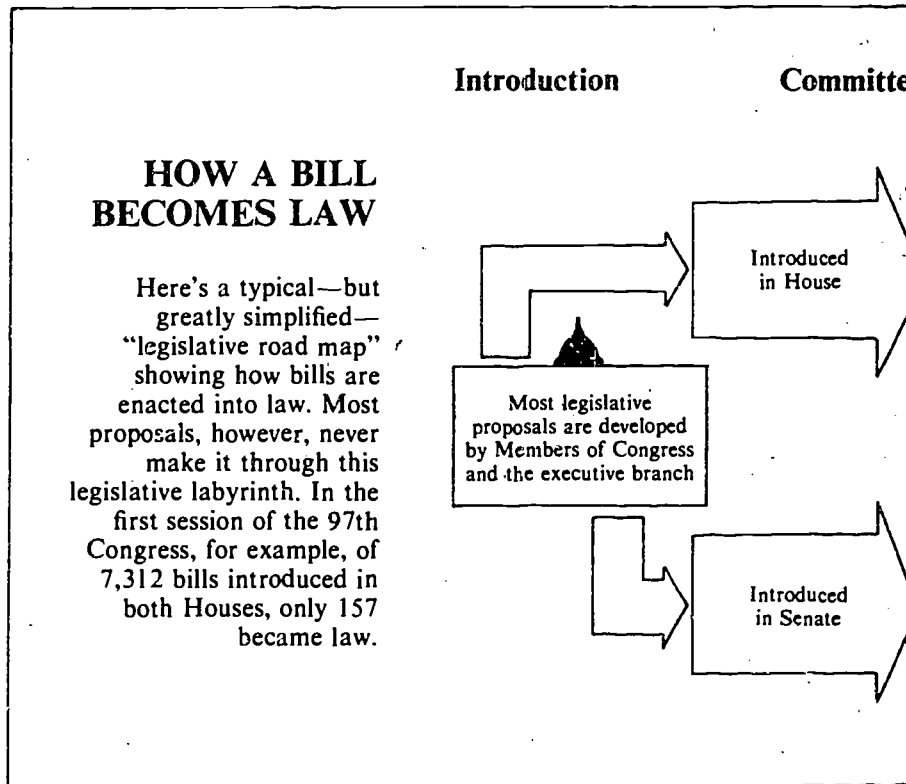 Introduction
Committe
HOW A BILL
BECOMES LAW
Here's a typical—but
greatly simplified—
"legislative road map"
showing how bills are
enacted into law. Most
proposals, however, never
make it through this
legislative labyrinth. In the
first session of the 97th
Congress, for example, of
7,312 bills introduced in
both Houses, only 157
became law.
Introduced
in House
Most legislative
proposals are developed
by Members of Congress
and the executive branch
Introduced
in Senate